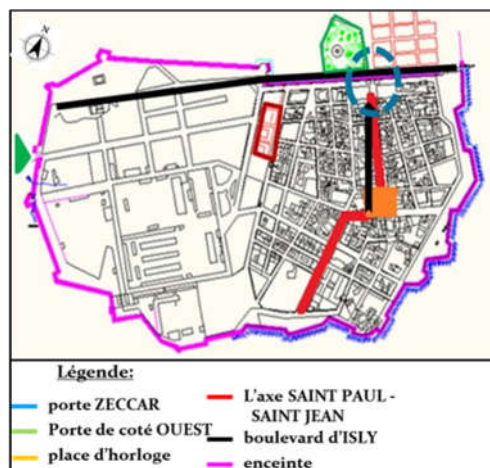 N
Légende:
porte ZECCAR
Porte de coté OUEST
place d'horloge
L'axe SAINT PAUL -
SAINT JEAN
boulevard d'ISLY
enceinte